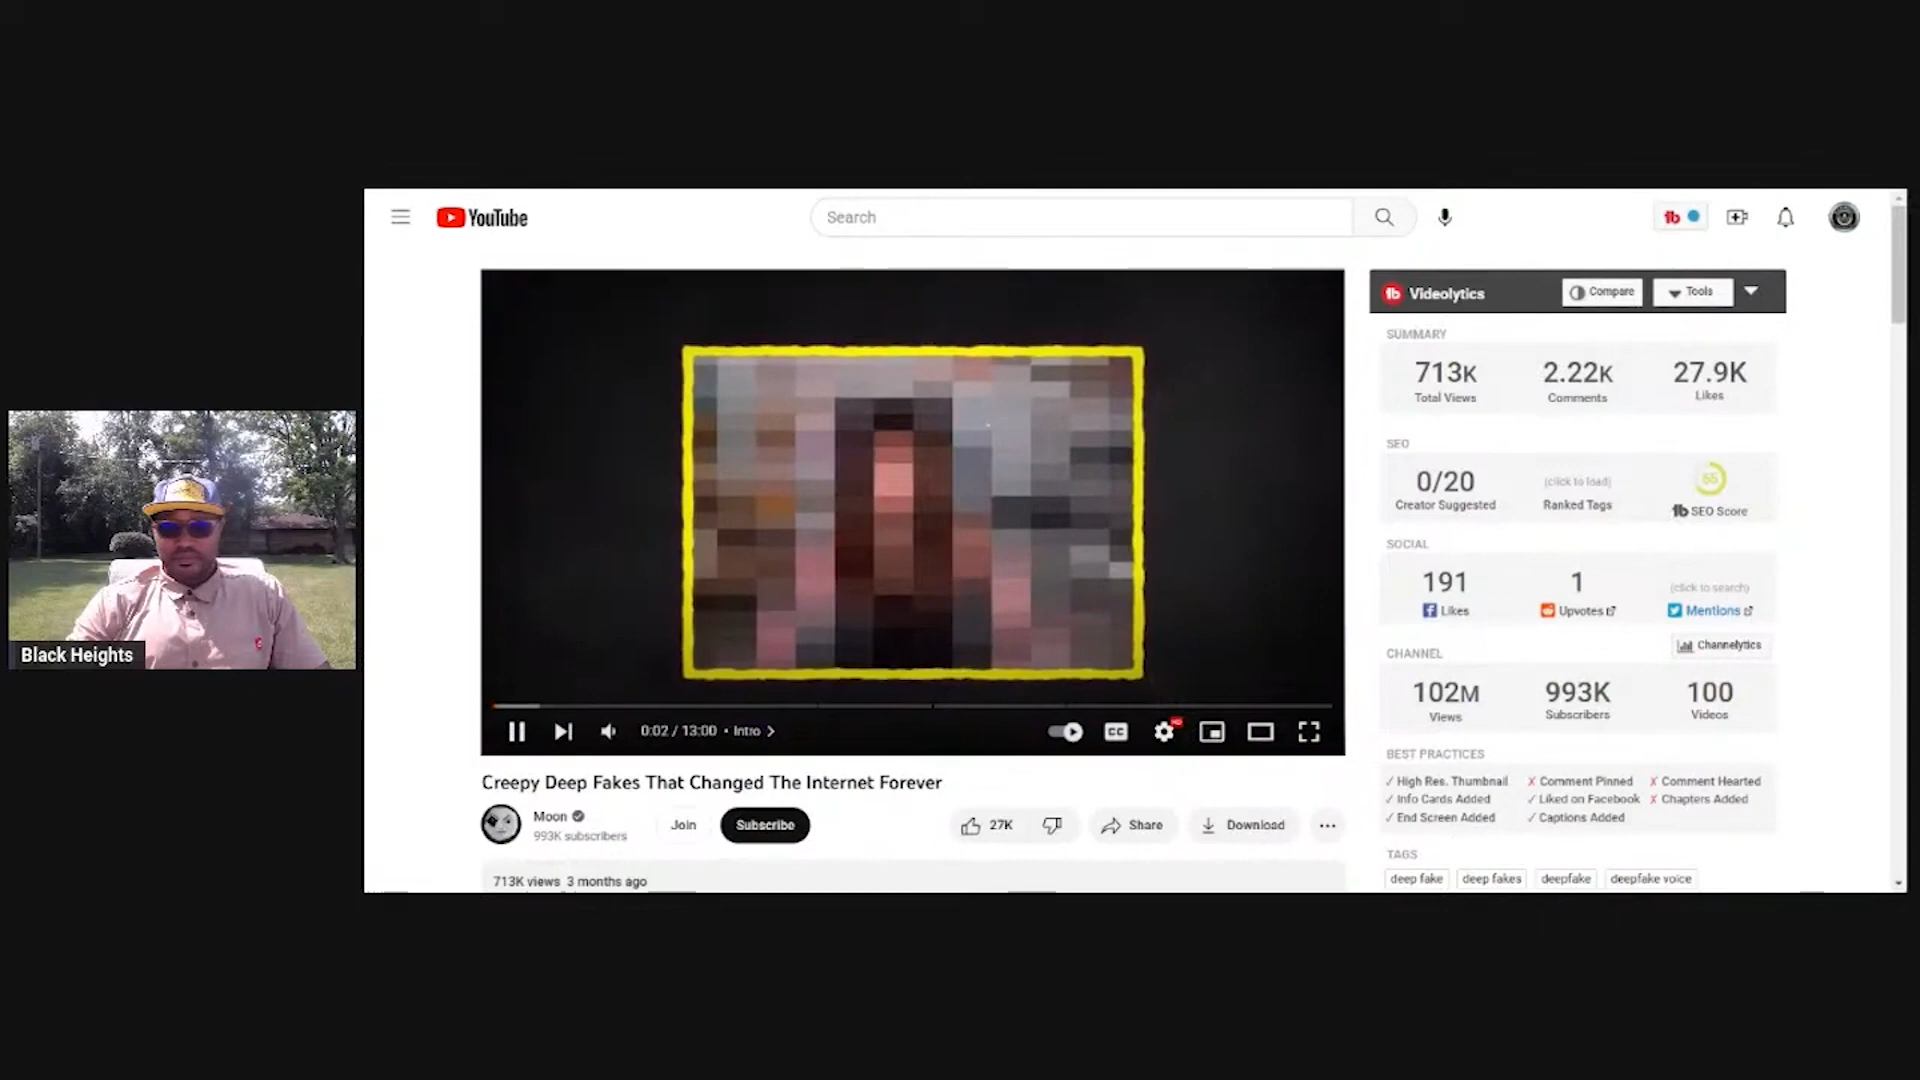 YouTube
Search
Videolytics
Compare
Tools
SUMMARY
713K
2.22K
27.9K
Total Views
Comments
Likes
SEO
0/20
(click to load)
55
Creator Suggested
Ranked Tags
SEO Score
SOCIAL
191
1
(click to search)
Likes
Upvotes
Mentions
CHANNEL
Channelytics
102M
993K
100
Views
Subscribers
Videos
BEST PRACTICES
✓ High Res. Thumbnail
✗ Comment Pinned
✗ Comment Hearted
✓ Info Cards Added
✓ Liked on Facebook
✗ Chapters Added
✓ End Screen Added
✓ Captions Added
TAGS
deep fake
deep fakes
deepfake
deepfake voice
Black Heights
0:02 / 13:00 • Intro >
CC
HD
Creepy Deep Fakes That Changed The Internet Forever
Moon
993K subscribers
Join
Subscribe
27K
Share
Download
713K views 3 months ago